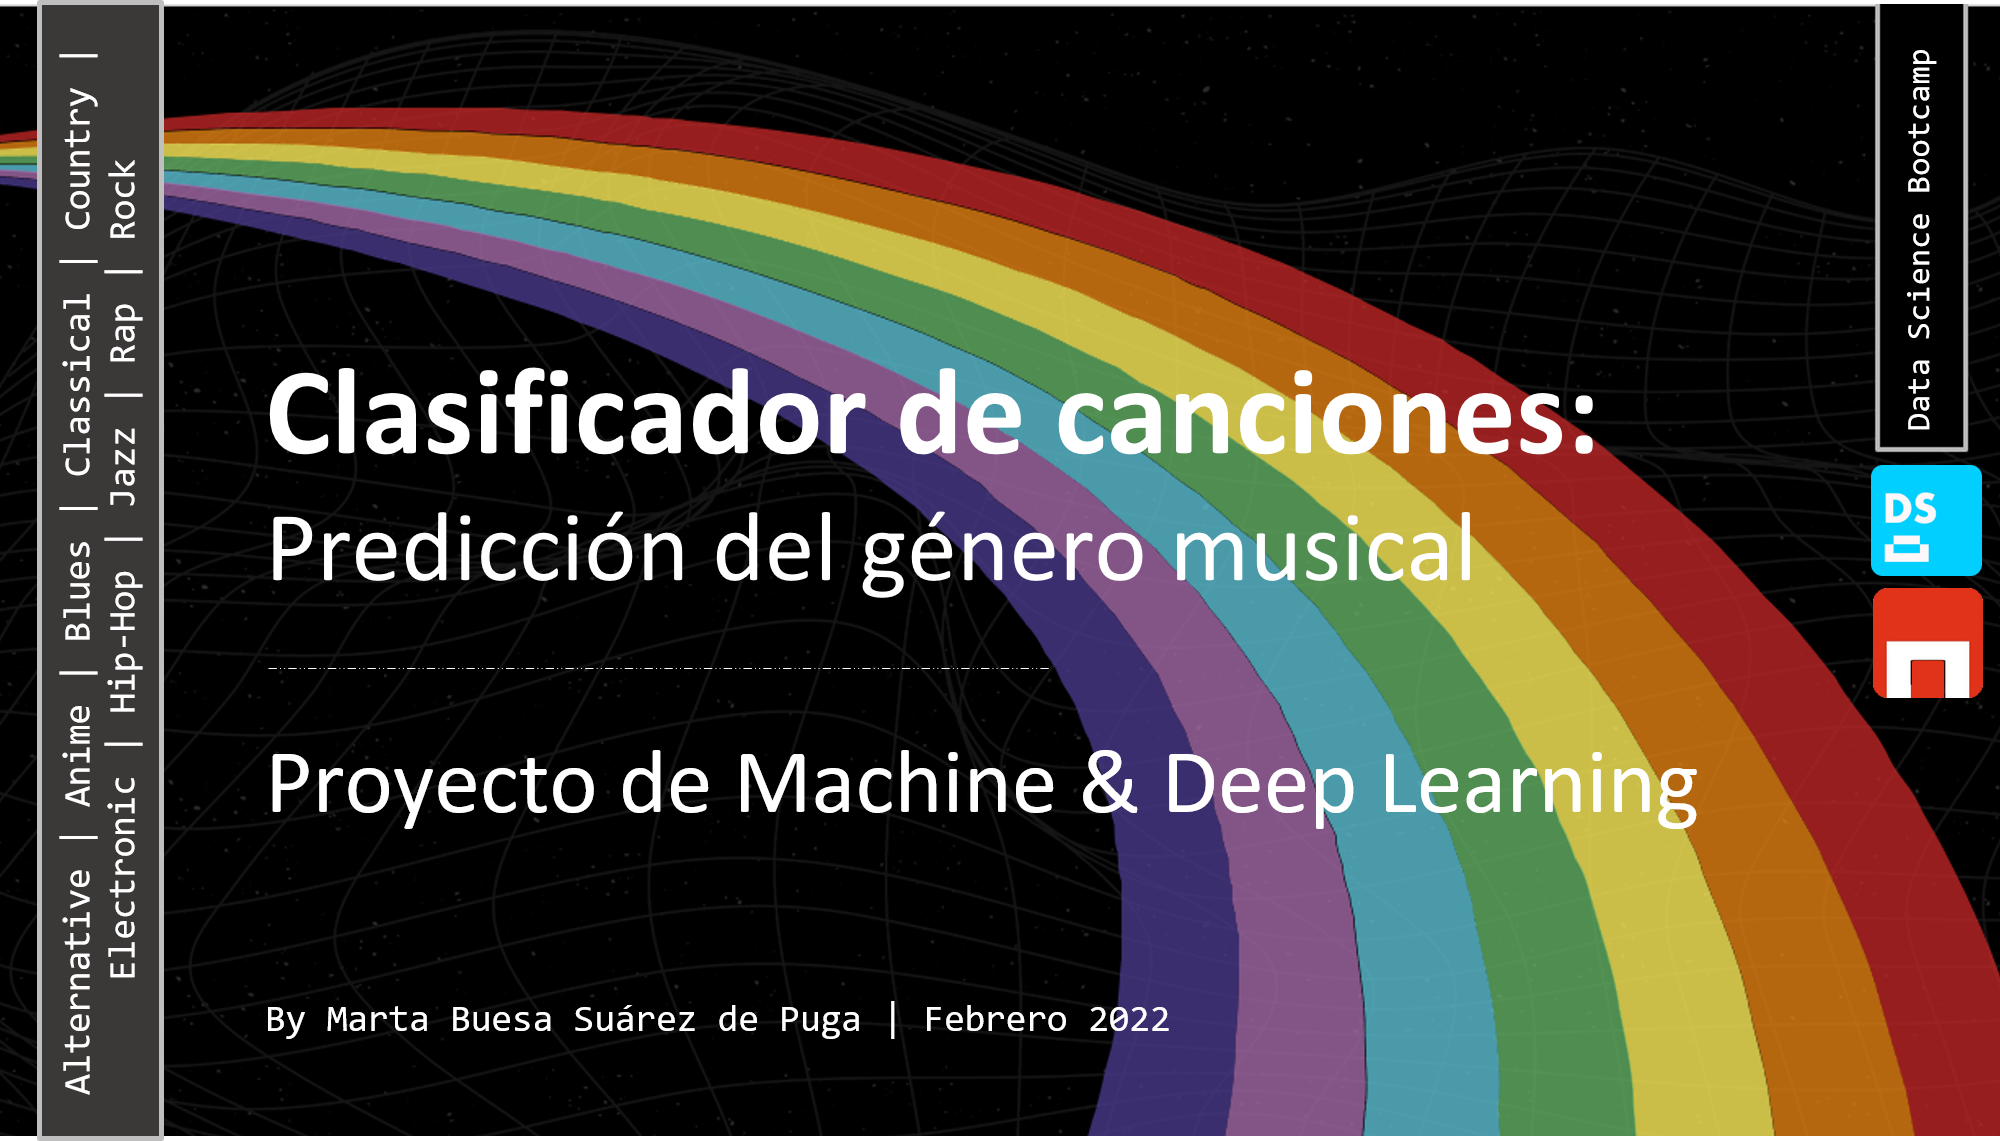 Alternative | Anime | Blues | Classical | Country |
Electronic | Hip-Hop | Jazz | Rap | Rock
Clasificador de canciones:
Predicción del género musical
Proyecto de Machine & Deep Learning
By Marta Buesa Suárez de Puga | Febrero 2022
Data Science Bootcamp
DS